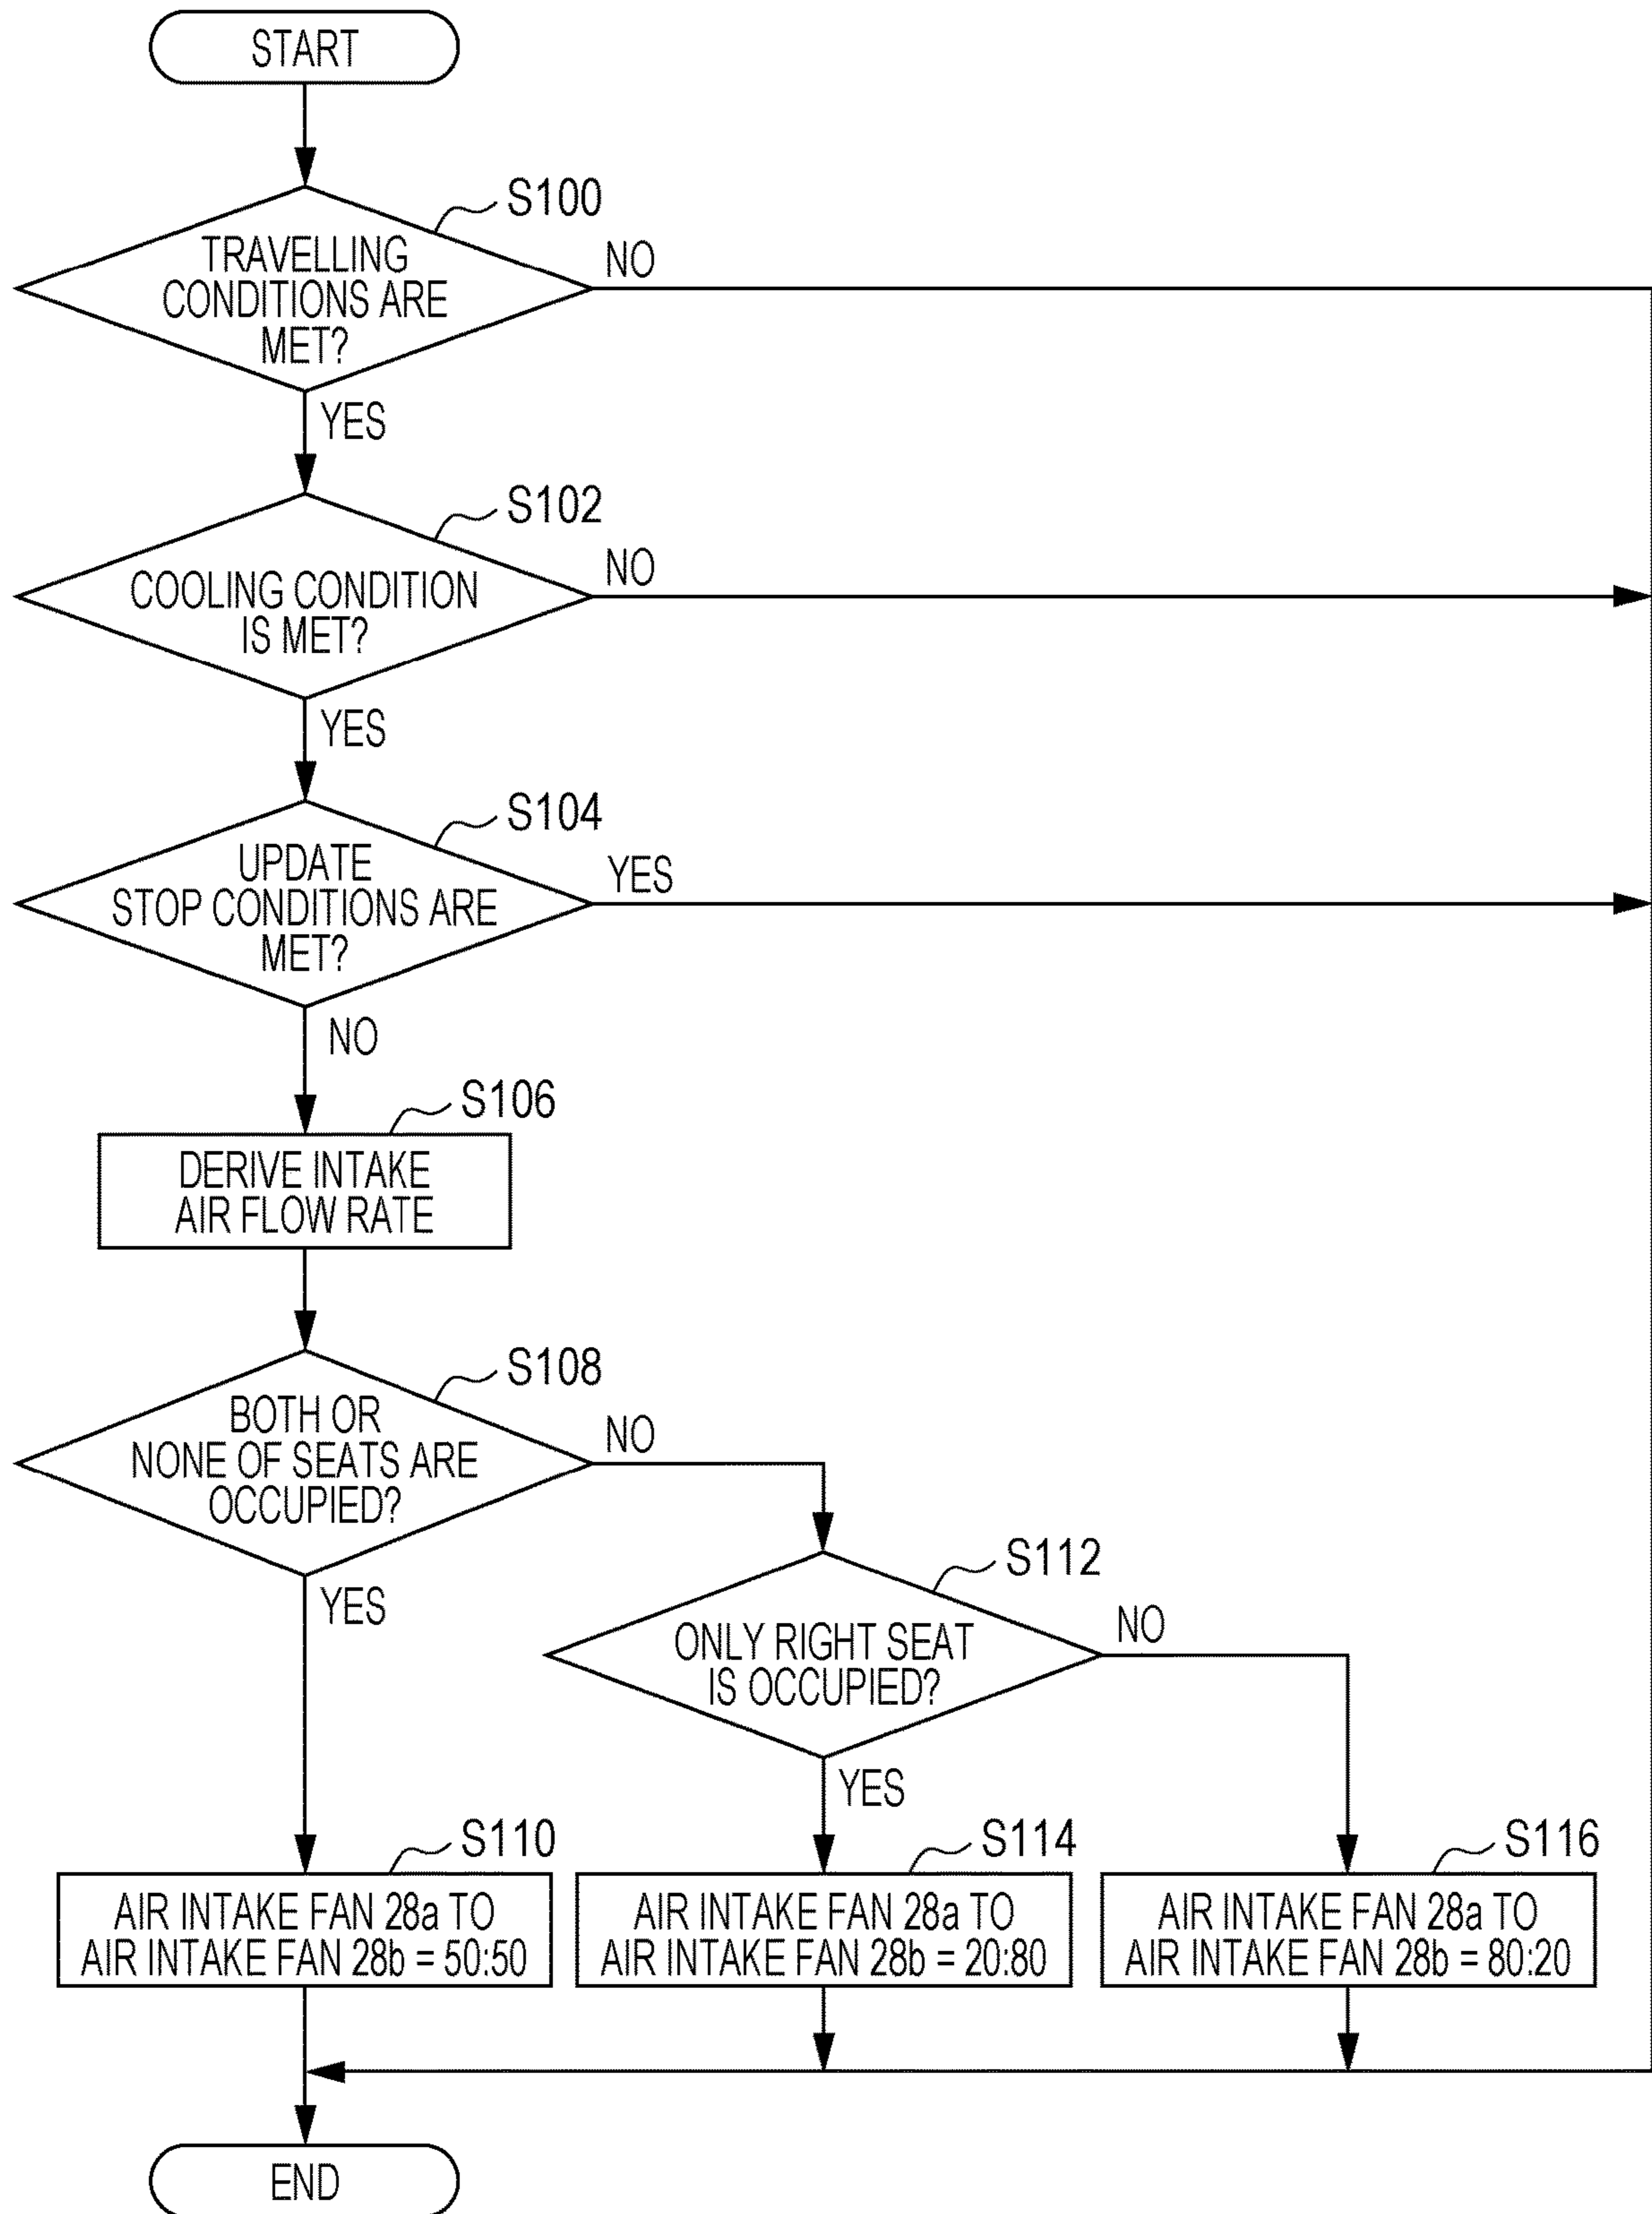 START
S100
TRAVELLING
CONDITIONS ARE
MET?
NO
YES
S102
COOLING CONDITION
IS MET?
NO
YES
S104
UPDATE
STOP CONDITIONS ARE
MET?
YES
NO
S106
DERIVE INTAKE
AIR FLOW RATE
S108
BOTH OR
NONE OF SEATS ARE
OCCUPIED?
NO
YES
S112
ONLY RIGHT SEAT
IS OCCUPIED?
NO
YES
S110
AIR INTAKE FAN 28a TO
AIR INTAKE FAN 28b = 50:50
S114
AIR INTAKE FAN 28a TO
AIR INTAKE FAN 28b = 20:80
S116
AIR INTAKE FAN 28a TO
AIR INTAKE FAN 28b = 80:20
END